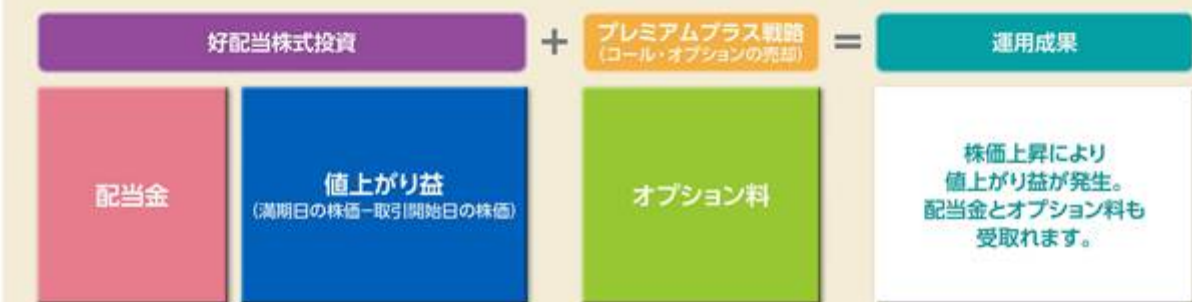 好配当株式投資
+
プレミアムプラス戦略
(コール・オプションの売却)
=
運用成果
配当金
値上がり益
(満期日の株価-取引開始日の株価)
オプション料
株価上昇により
値上がり益が発生。
配当金とオプション料も
受取れます。